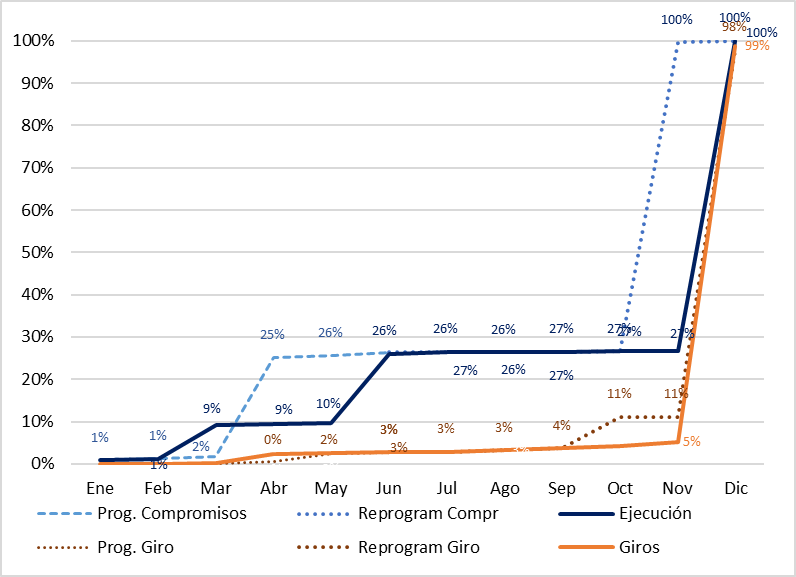 100% 100%
98% 100%
100% 99%
90%
80%
70%
60%
50%
40%
30%
25% 26% 26% 26% 26% 27% 27% 27% 27%
27% 26% 27%
20%
9% 9% 10% 11% 11%
10%
1% 1% 2% 0% 2% 3% 3% 3% 4%
3% 5%
1%
0%
Ene Feb Mar Abr May Jun Jul Ago Sep Oct Nov Dic
Prog. Compromisos Reprogram Compr Ejecución
Prog. Giro Reprogram Giro Giros